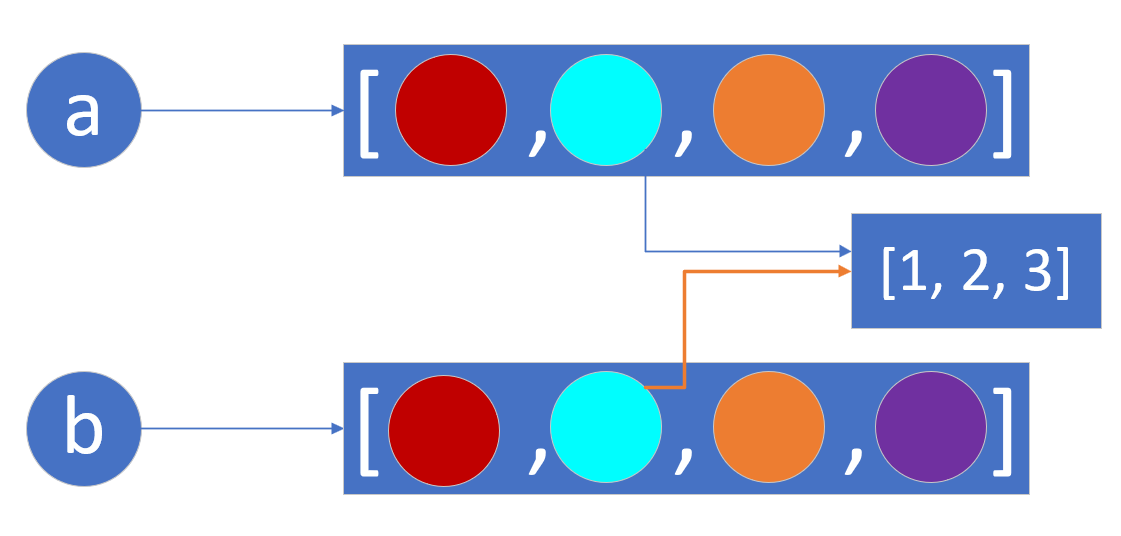 a
[ , , , ]
[1, 2, 3]
b
[ , , , ]